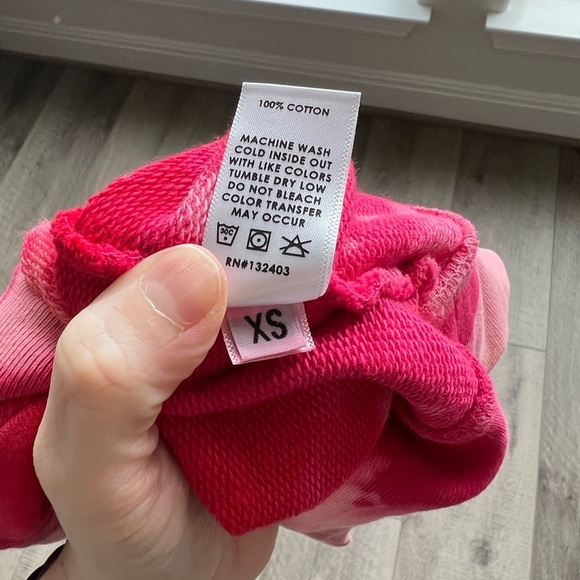 100% COTTON
MACHINE WASH
COLD INSIDE OUT
WITH LIKE COLORS
TUMBLE DRY LOW
DO NOT BLEACH
COLOR TRANSFER
MAY OCCUR
30C
RN#132403
XS